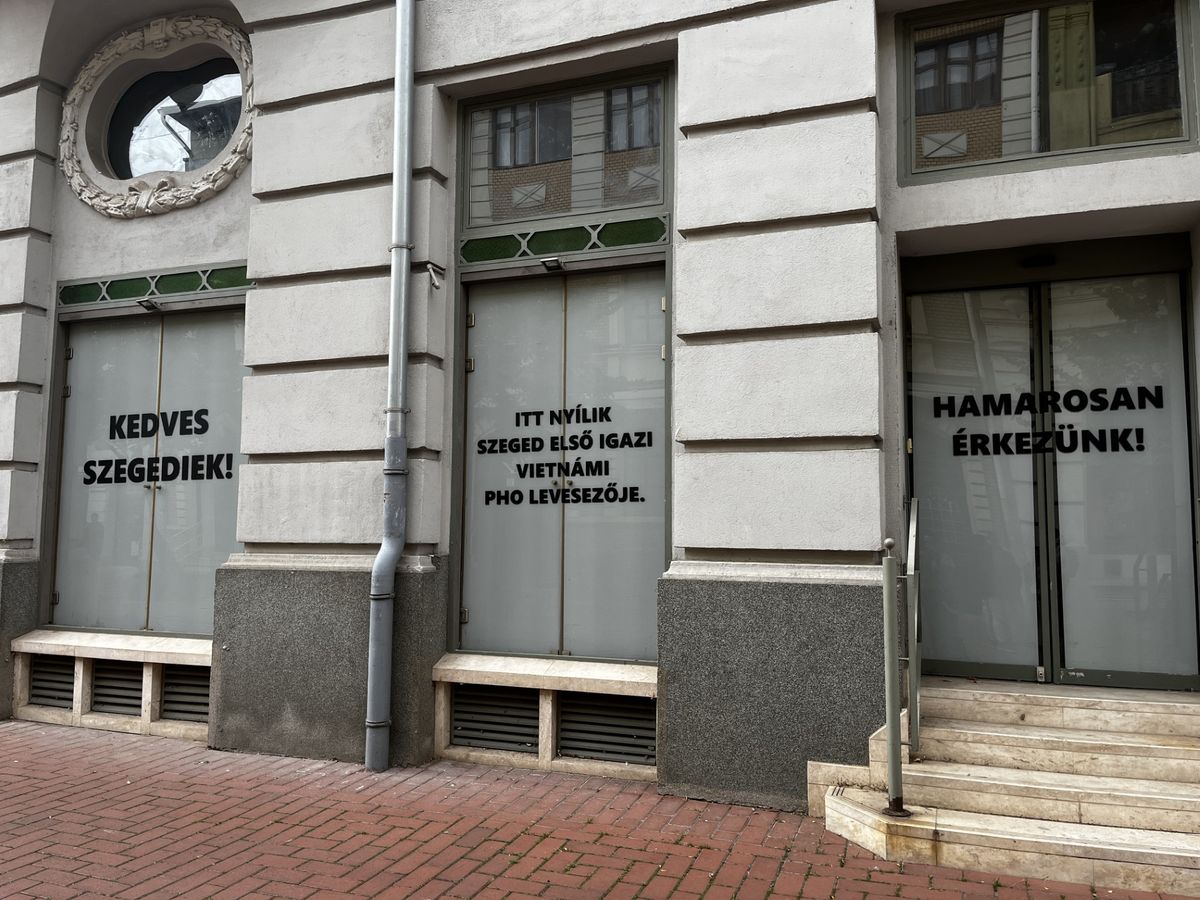 KEDVES
SZEGEDIEK!
ITT NYÍLIK
SZEGED ELSŐ IGAZI
VIETNÁMI
PHO LEVESEZŐJE.
HAMAROSAN
ÉRKEZÜNK!